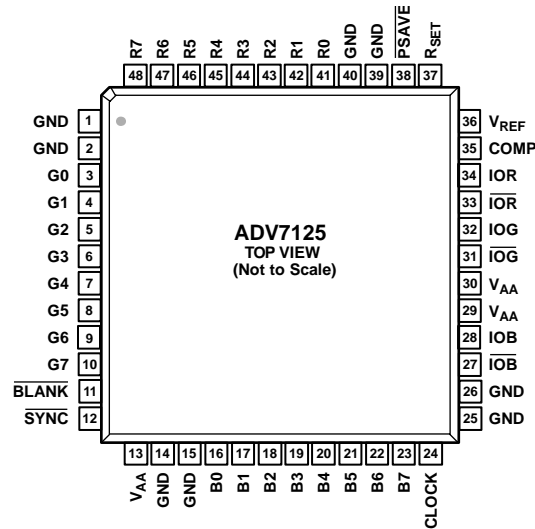 R7 R6 R5 R4 R3 R2 R1 R0 GND GND PSAVE RSET
48 47 46 45 44 43 42 41 40 39 38 37
GND 1 36 VREF
GND 2 35 COMP
G0 3 34 IOR
G1 4 33 IOR
G2 5 32 IOG
G3 6 31 IOG
G4 7 30 VAA
G5 8 29 VAA
G6 9 28 IOB
G7 10 27 IOB
BLANK 11 26 GND
SYNC 12 25 GND
ADV7125
TOP VIEW
(Not to Scale)
13 14 15 16 17 18 19 20 21 22 23 24
VAA GND GND B0 B1 B2 B3 B4 B5 B6 B7 CLOCK